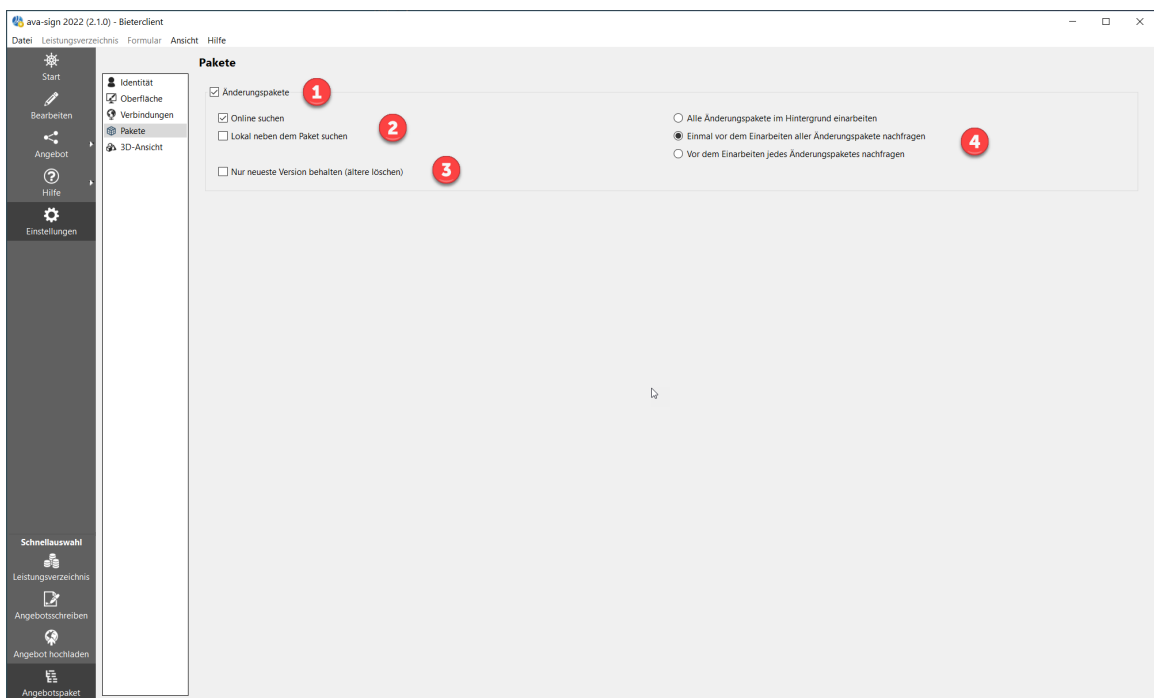 ava-sign 2022 (2.1.0) - Bieterclient
Datei Leistungsverzeichnis Formular Ansicht Hilfe
Start
Bearbeiten
Angebot
Hilfe
Einstellungen
Schnellauswahl
Leistungsverzeichnis
Angebotsschreiben
Angebot hochladen
Angebotspaket
Identität
Oberfläche
Verbindungen
Pakete
3D-Ansicht
Pakete
Änderungspakete 1
Online suchen
Lokal neben dem Paket suchen
2
Nur neueste Version behalten (ältere löschen) 3
Alle Änderungspakete im Hintergrund einarbeiten
Einmal vor dem Einarbeiten aller Änderungspakete nachfragen
Vor dem Einarbeiten jedes Änderungspaketes nachfragen
4